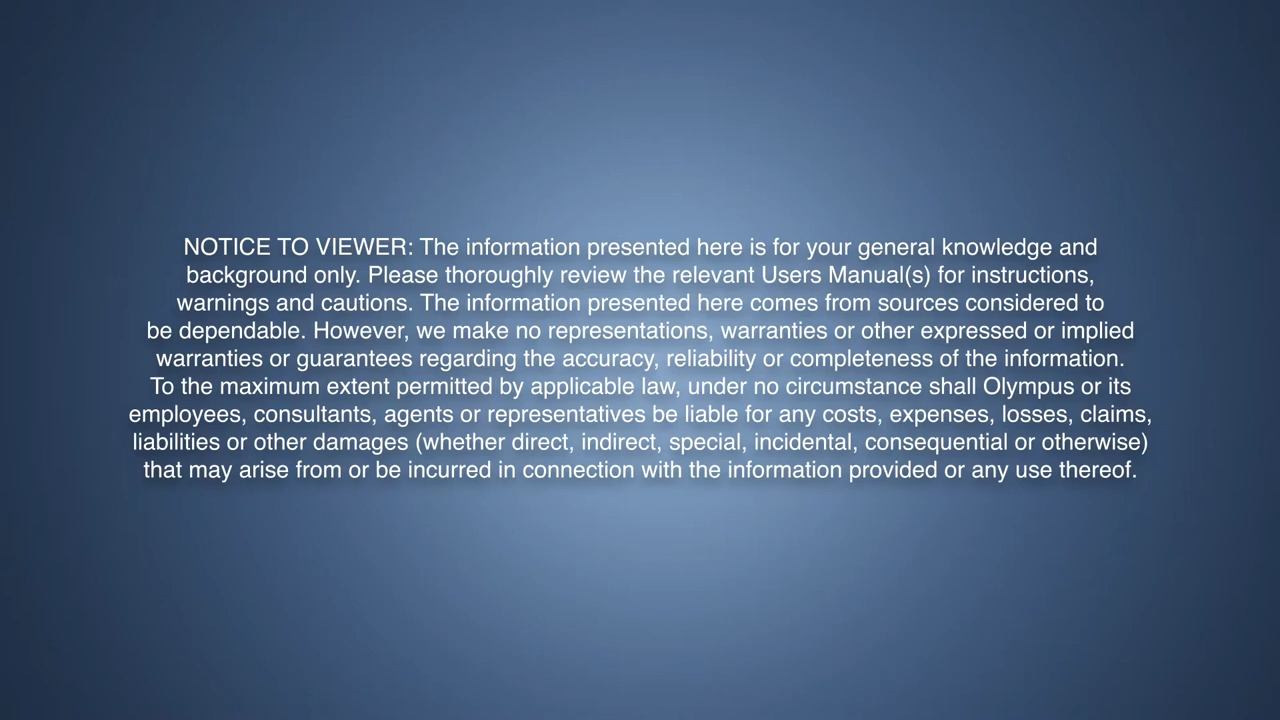 NOTICE TO VIEWER: The information presented here is for your general knowledge and
background only. Please thoroughly review the relevant Users Manual(s) for instructions,
warnings and cautions. The information presented here comes from sources considered to
be dependable. However, we make no representations, warranties or other expressed or implied
warranties or guarantees regarding the accuracy, reliability or completeness of the information.
To the maximum extent permitted by applicable law, under no circumstance shall Olympus or its
employees, consultants, agents or representatives be liable for any costs, expenses, losses, claims,
liabilities or other damages (whether direct, indirect, special, incidental, consequential or otherwise)
that may arise from or be incurred in connection with the information provided or any use thereof.